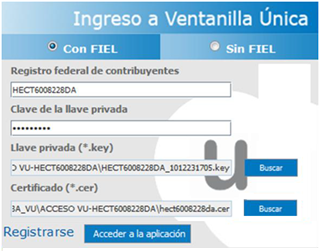 Ingreso a Ventanilla Única
Con FIEL Sin FIEL
Registro federal de contribuyentes
HECT6008228DA
Clave de la llave privada
•••••••••
Llave privada (*.key)
O VU-HECT6008228DA\HECT6008228DA_1012231705.key Buscar
Certificado (*.cer)
3A_VU\ACCESO VU-HECT6008228DA\hect6008228da.cer Buscar
Registrarse Acceder a la aplicación